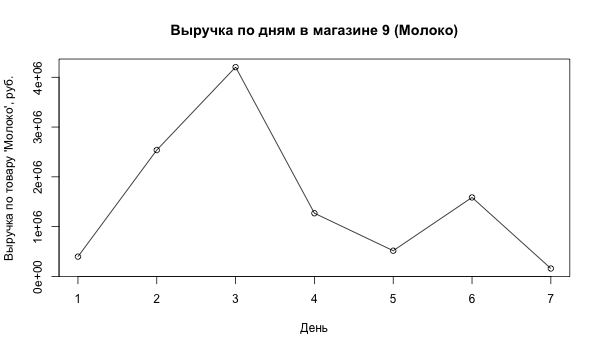 Выручка по дням в магазине 9 (Молоко)
Выручка по товару 'Молоко', руб.
4e+06
3e+06
2e+06
1e+06
0e+00
1 2 3 4 5 6 7
День